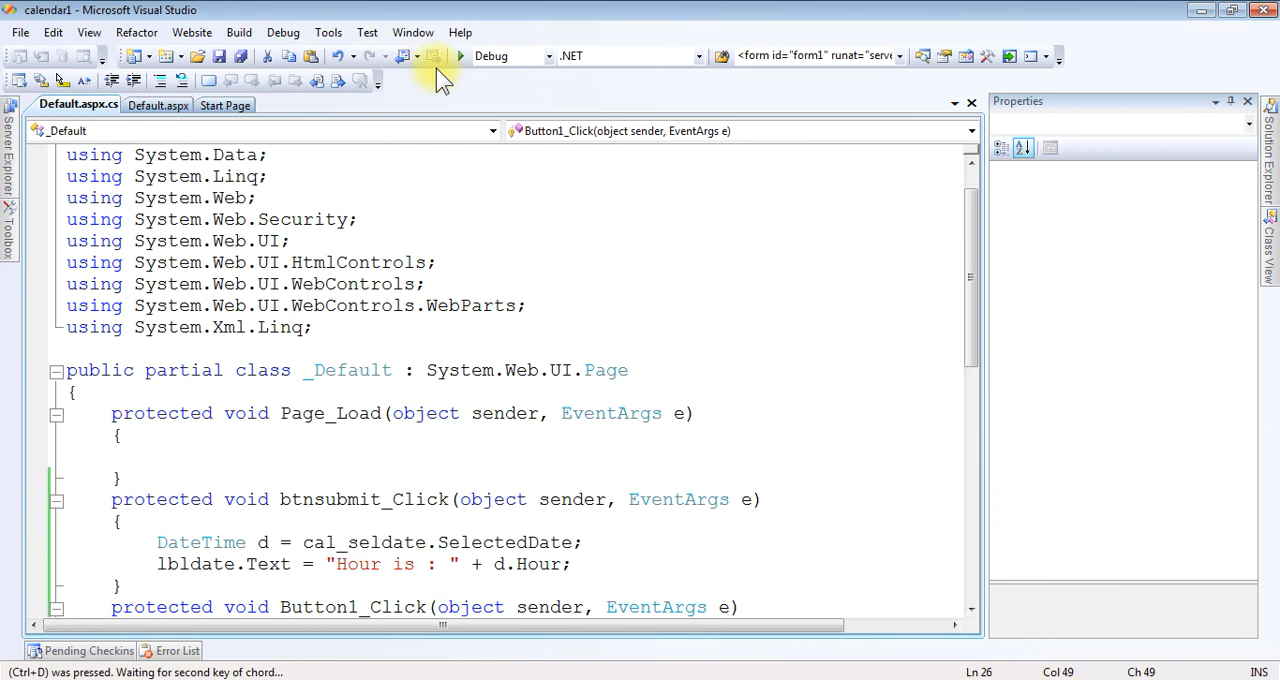 calendar1 - Microsoft Visual Studio
File Edit View Refactor Website Build Debug Tools Test Window Help
Debug .NET <form id="form1" runat="serve
Default.aspx.cs Default.aspx Start Page
Properties
_Default Button1_Click(object sender, EventArgs e)
Server Explorer
Toolbox
Solution Explorer
Class View
using System.Data;
using System.Linq;
using System.Web;
using System.Web.Security;
using System.Web.UI;
using System.Web.UI.HtmlControls;
using System.Web.UI.WebControls;
using System.Web.UI.WebControls.WebParts;
using System.Xml.Linq;
public partial class _Default : System.Web.UI.Page
{
protected void Page_Load(object sender, EventArgs e)
{
}
protected void btnsubmit_Click(object sender, EventArgs e)
{
DateTime d = cal_seldate.SelectedDate;
lbldate.Text = "Hour is : " + d.Hour;
}
protected void Button1_Click(object sender, EventArgs e)
Pending Checkins Error List
(Ctrl+D) was pressed. Waiting for second key of chord... Ln 26 Col 49 Ch 49 INS